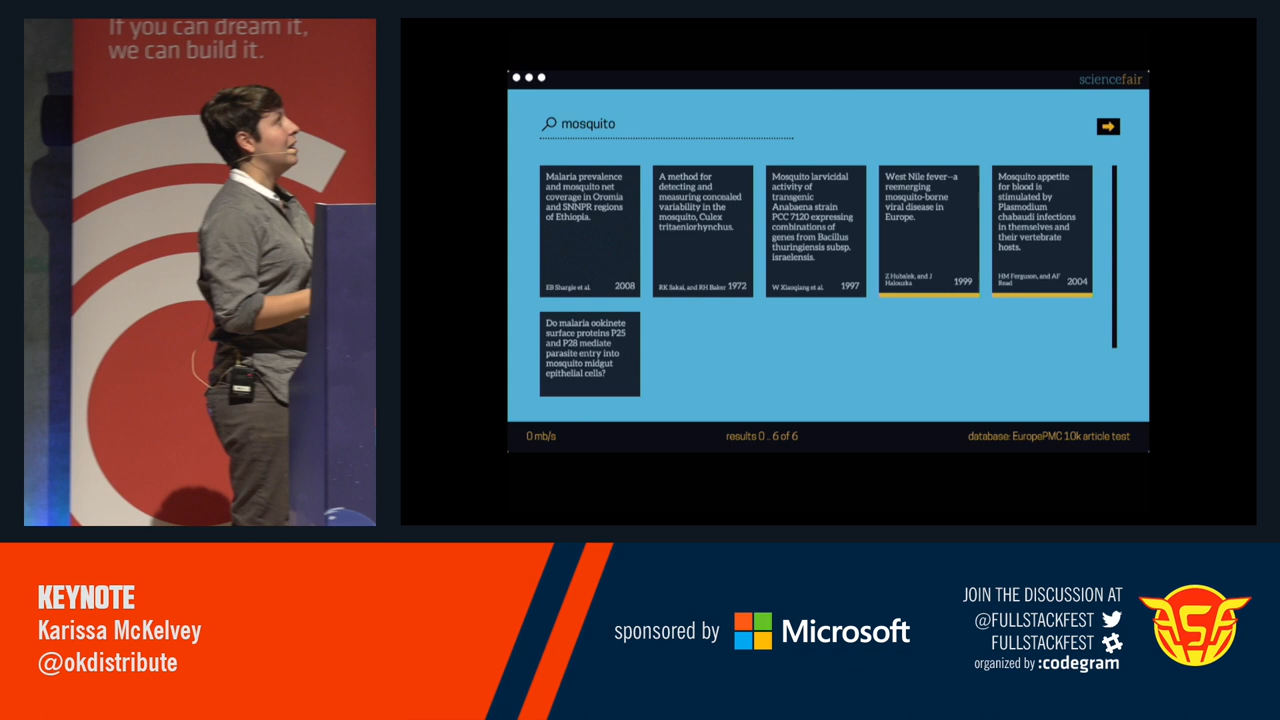 If you can dream it,
we can build it.
sciencefair
mosquito
Malaria prevalence
and mosquito net
coverage in Oromia
and SNNPR regions
of Ethiopia.
EB Shargie et al.
2008
A method for
detecting and
measuring concealed
variability in the
mosquito, Culex
tritaeniorhynchus.
RK Sakai, and RH Baker
1972
Mosquito larvicidal
activity of
transgenic
Anabaena strain
PCC 7120 expressing
combinations of
genes from Bacillus
thuringiensis subsp.
israelensis.
W Xiaoqiang et al.
1997
West Nile fever--a
reemerging
mosquito-borne
viral disease in
Europe.
Z Hubalek, and J
Halouzka
1999
Mosquito appetite
for blood is
stimulated by
Plasmodium
chabaudi infections
in themselves and
their vertebrate
hosts.
HM Ferguson, and AF
Read
2004
Do malaria ookinete
surface proteins P25
and P28 mediate
parasite entry into
mosquito midgut
epithelial cells?
0 mb/s
results 0 .. 6 of 6
database: EuropePMC 10k article test
KEYNOTE
Karissa McKelvey
@okdistribute
sponsored by
Microsoft
JOIN THE DISCUSSION AT
@FULLSTACKFEST
FULLSTACKFEST
organized by :codegram
FSF